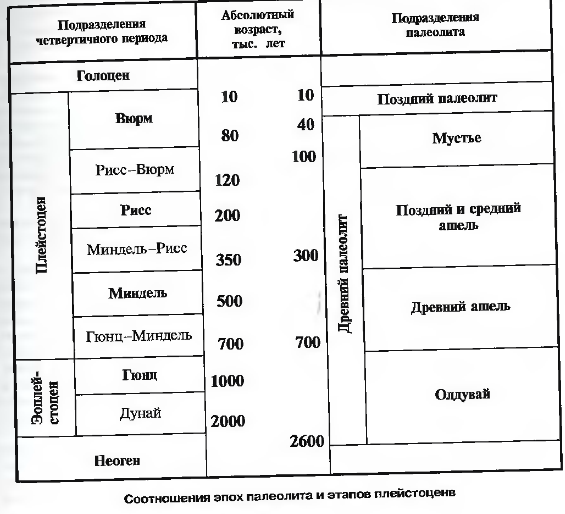 Подразделения
четвертичного периода
Абсолютный
возраст,
тыс. лет
Подразделения
палеолита
Голоцен
Плейстоцен
Вюрм
Рисс–Вюрм
Рисс
Миндель–Рисс
Миндель
Гюнц–Миндель
Эоплей-
стоцен
Гюнц
Дунай
Неоген
10
80
120
200
350
500
700
1000
2000
10
40
100
300
700
2600
Поздний палеолит
Древний палеолит
Мустье
Поздний и средний
ашель
Древний ашель
Олдувай
Соотношения эпох палеолита и этапов плейстоцена